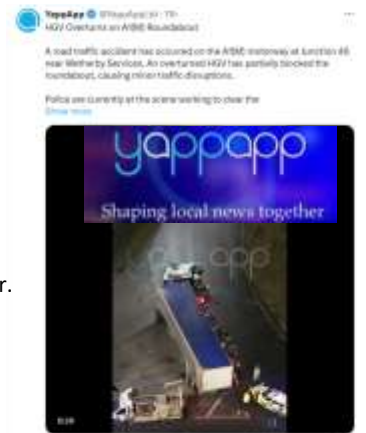 YappApp
HGV Overturns on A1(M) Roundabout
A road traffic accident has occurred on the A1(M) motorway at Junction 46
near Wetherby Services. An overturned HGV has partially blocked the
roundabout, causing minor traffic disruptions.
Police are currently at the scene working to clear the
Show more
yappapp
Shaping local news together
yappapp
r.